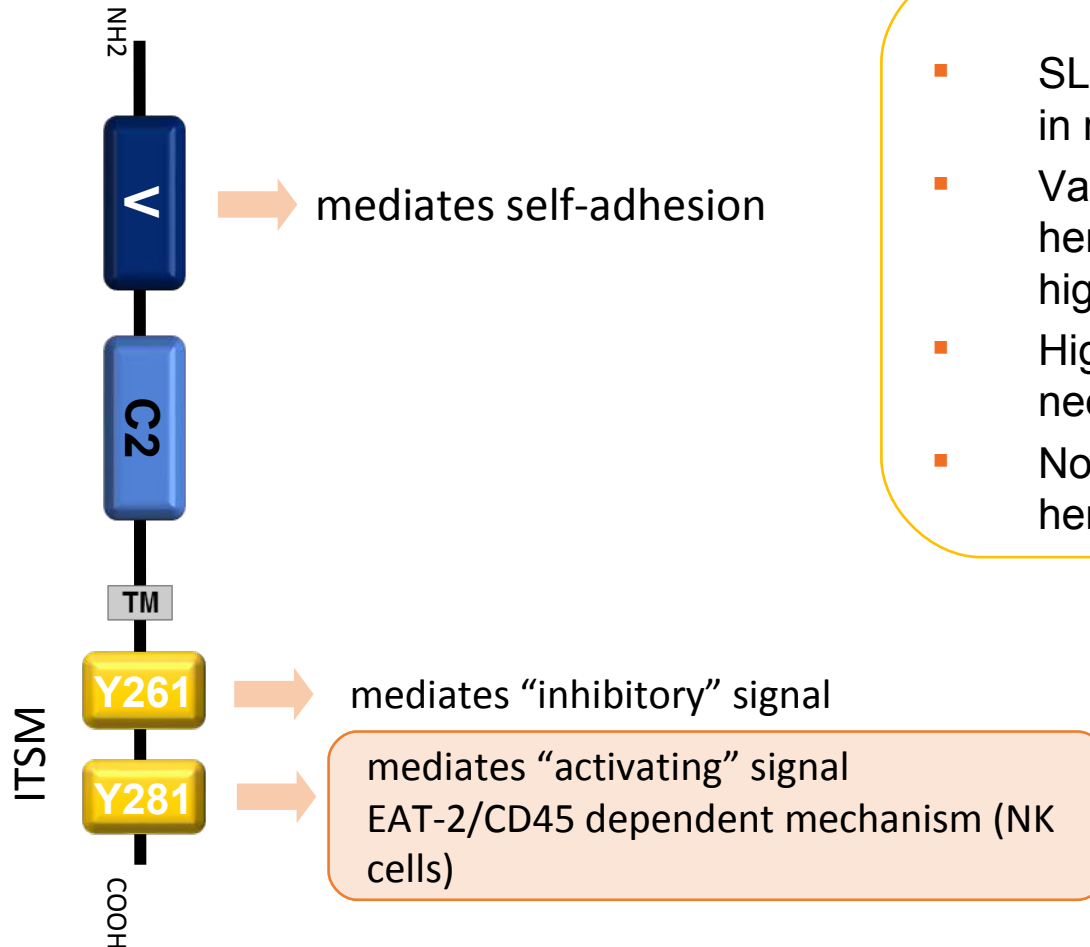 NH2
V
mediates self-adhesion
C2
TM
Y261
mediates “inhibitory” signal
ITSM
Y281
mediates “activating” signal
EAT-2/CD45 dependent mechanism (NK
cells)
COOH
in